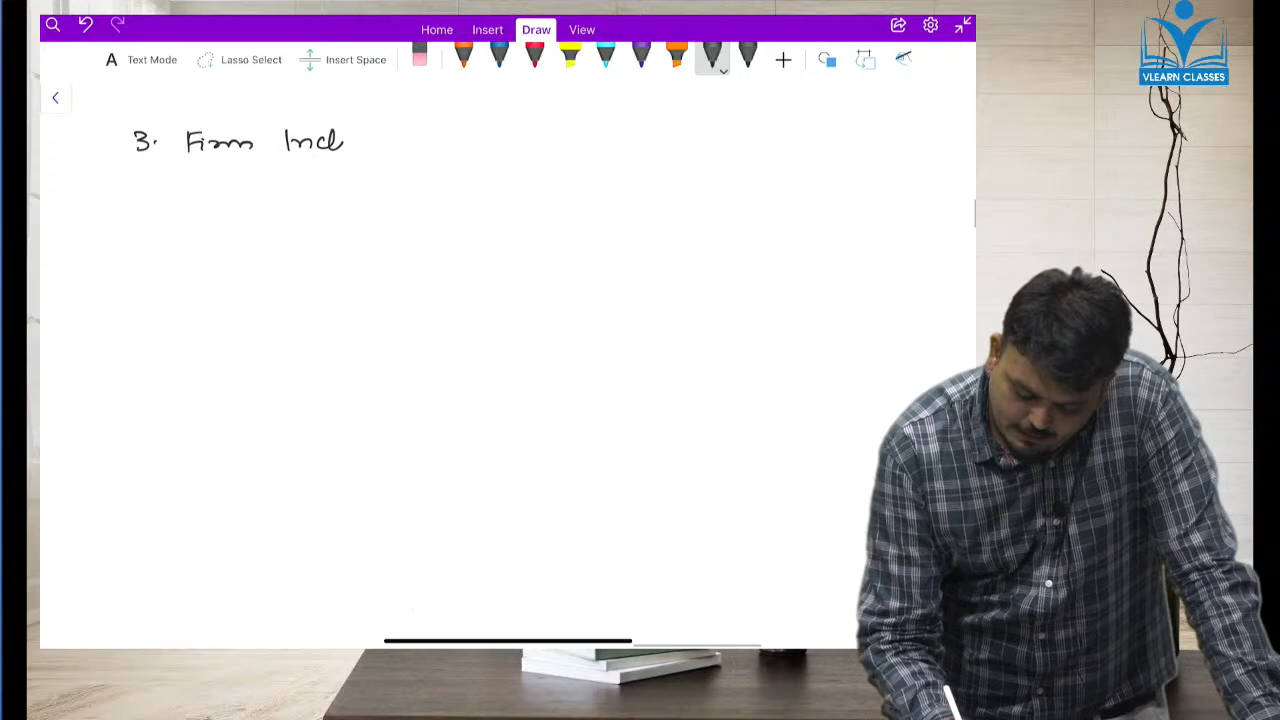 Home Insert Draw View
A Text Mode Lasso Select Insert Space
VLEARN CLASSES
3. Firm Incl